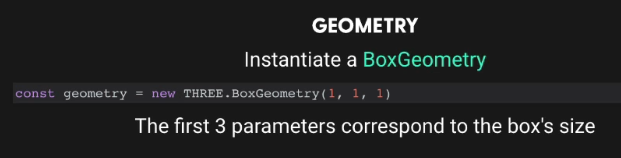 GEOMETRY
Instantiate a BoxGeometry
const geometry = new THREE.BoxGeometry(1, 1, 1)
The first 3 parameters correspond to the box's size